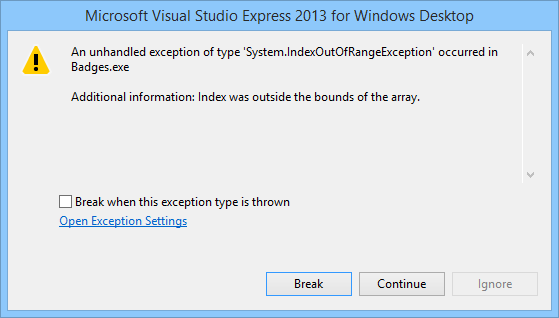 Microsoft Visual Studio Express 2013 for Windows Desktop
An unhandled exception of type 'System.IndexOutOfRangeException' occurred in
Badges.exe
Additional information: Index was outside the bounds of the array.
Break when this exception type is thrown
Open Exception Settings
Break Continue Ignore